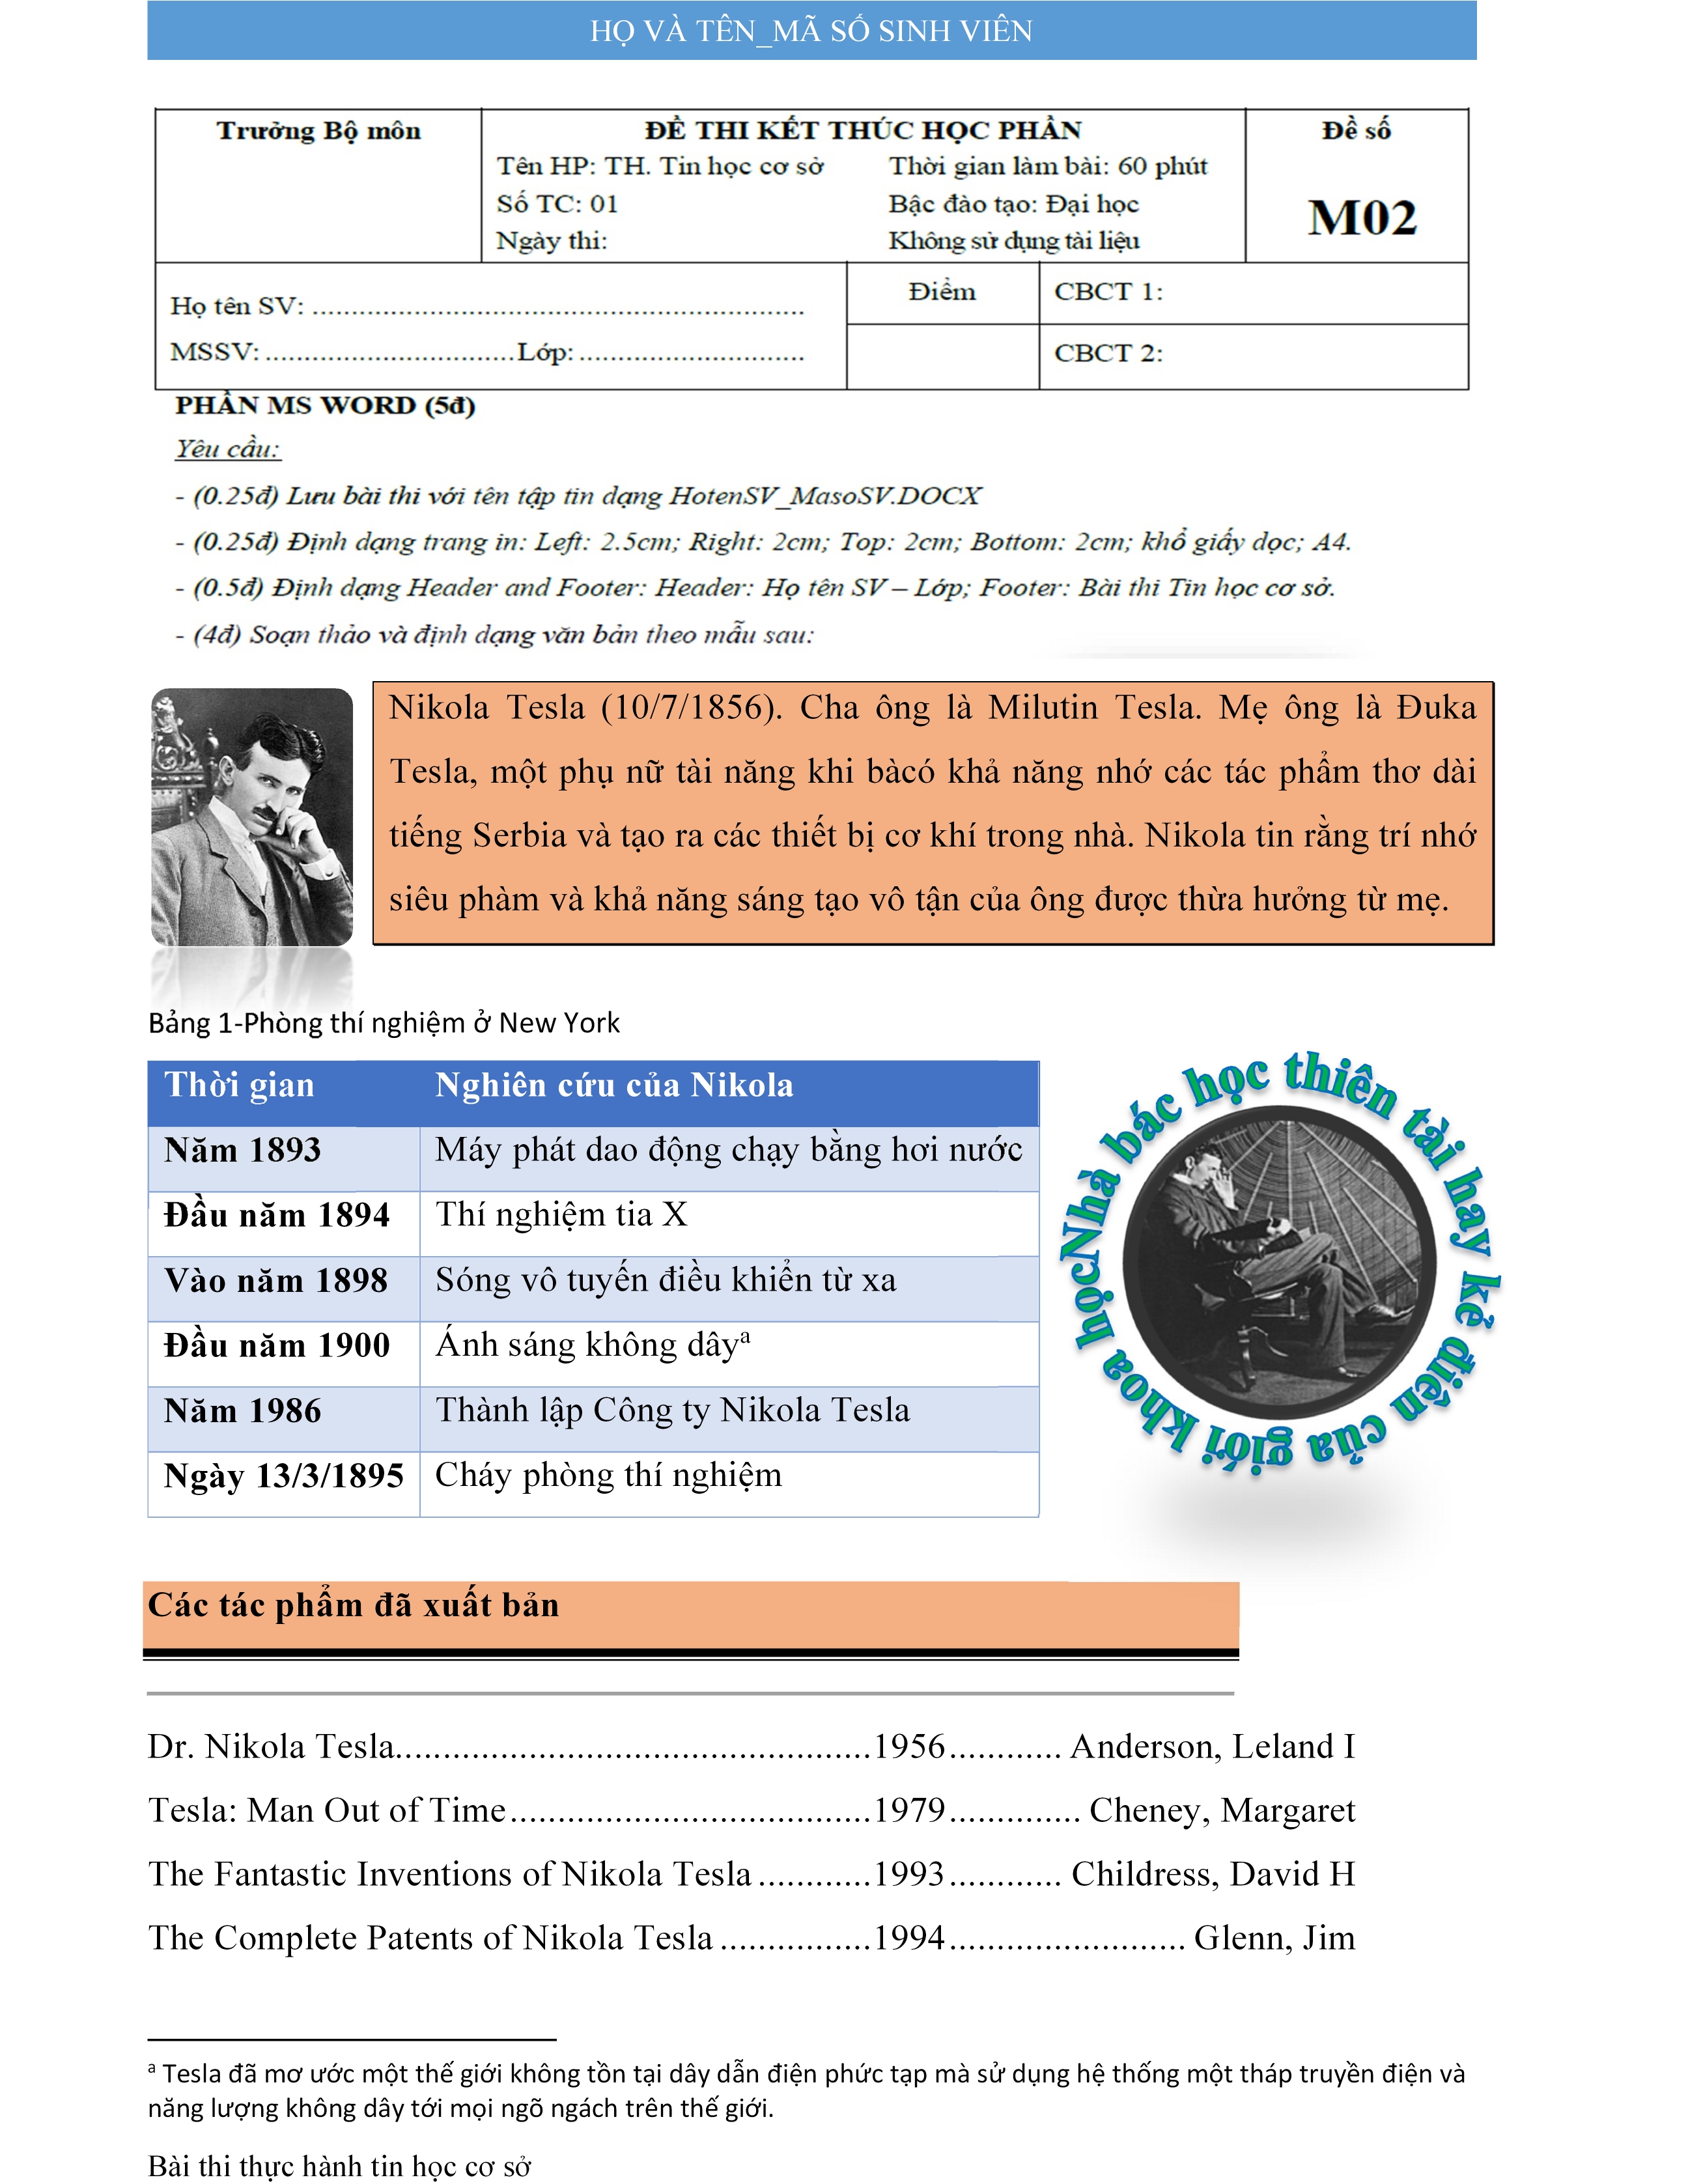 HỌ VÀ TÊN_MÃ SỐ SINH VIÊN
Trưởng Bộ môn
ĐỀ THI KẾT THÚC HỌC PHẦN
Tên HP: TH. Tin học cơ sở Thời gian làm bài: 60 phút
Số TC: 01 Bậc đào tạo: Đại học
Ngày thi: Không sử dụng tài liệu
Đề số
M02
Họ tên SV: ...............................................................
MSSV: ................................Lớp: .............................
Điểm
CBCT 1:
CBCT 2:
PHẦN MS WORD (5đ)
Yêu cầu:
- (0.25đ) Lưu bài thi với tên tập tin dạng HotenSV_MasoSV.DOCX
- (0.25đ) Định dạng trang in: Left: 2.5cm; Right: 2cm; Top: 2cm; Bottom: 2cm; khổ giấy dọc; A4.
- (0.5đ) Định dạng Header and Footer: Header: Họ tên SV – Lớp; Footer: Bài thi Tin học cơ sở.
- (4đ) Soạn thảo và định dạng văn bản theo mẫu sau:
Nikola Tesla (10/7/1856). Cha ông là Milutin Tesla. Mẹ ông là Đuka
Tesla, một phụ nữ tài năng khi bàcó khả năng nhớ các tác phẩm thơ dài
tiếng Serbia và tạo ra các thiết bị cơ khí trong nhà. Nikola tin rằng trí nhớ
siêu phàm và khả năng sáng tạo vô tận của ông được thừa hưởng từ mẹ.
Bảng 1-Phòng thí nghiệm ở New York
Thời gian Nghiên cứu của Nikola
Năm 1893 Máy phát dao động chạy bằng hơi nước
Đầu năm 1894 Thí nghiệm tia X
Vào năm 1898 Sóng vô tuyến điều khiển từ xa
Đầu năm 1900 Ánh sáng không dâyª
Năm 1986 Thành lập Công ty Nikola Tesla
Ngày 13/3/1895 Cháy phòng thí nghiệm
Nhà bác học thiên tài hay kẻ điên của giới khoa học
Các tác phẩm đã xuất bản
Dr. Nikola Tesla..................................................1956............ Anderson, Leland I
Tesla: Man Out of Time......................................1979.............. Cheney, Margaret
The Fantastic Inventions of Nikola Tesla ............1993............ Childress, David H
The Complete Patents of Nikola Tesla ................1994......................... Glenn, Jim
ª Tesla đã mơ ước một thế giới không tồn tại dây dẫn điện phức tạp mà sử dụng hệ thống một tháp truyền điện và
năng lượng không dây tới mọi ngõ ngách trên thế giới.
Bài thi thực hành tin học cơ sở